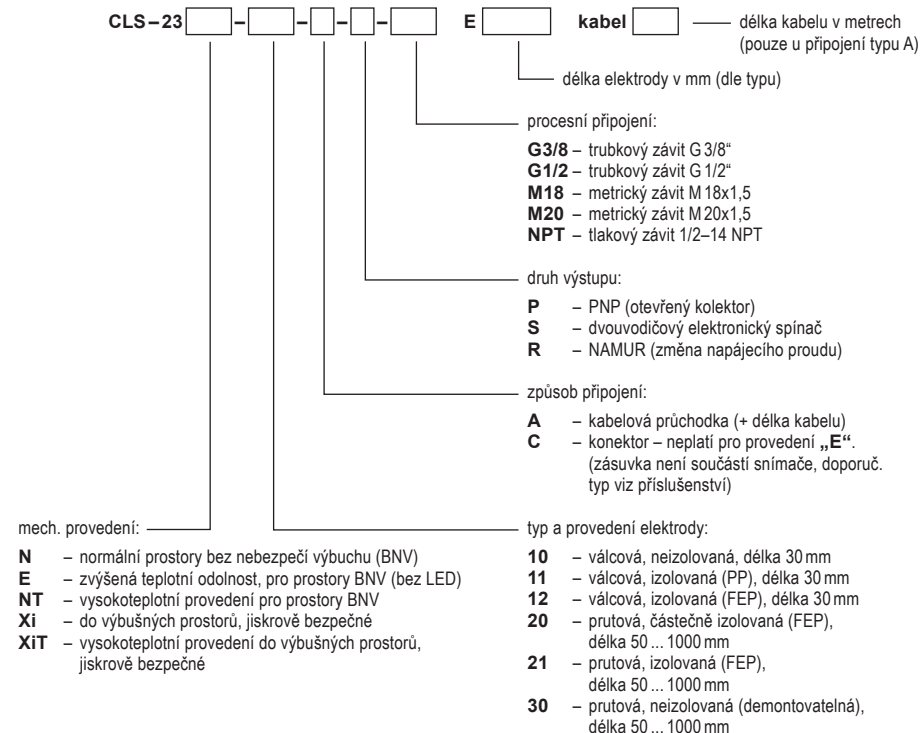 CLS–23 – – – – E kabel
délka kabelu v metrech
(pouze u připojení typu A)
délka elektrody v mm (dle typu)
procesní připojení:
G3/8 – trubkový závit G 3/8“
G1/2 – trubkový závit G 1/2“
M18 – metrický závit M 18x1,5
M20 – metrický závit M 20x1,5
NPT – tlakový závit 1/2–14 NPT
druh výstupu:
P – PNP (otevřený kolektor)
S – dvouvodičový elektronický spínač
R – NAMUR (změna napájecího proudu)
způsob připojení:
A – kabelová průchodka (+ délka kabelu)
C – konektor – neplatí pro provedení „E“.
(zásuvka není součástí snímače, doporuč.
typ viz příslušenství)
mech. provedení:
N – normální prostory bez nebezpečí výbuchu (BNV)
E – zvýšená teplotní odolnost, pro prostory BNV (bez LED)
NT – vysokoteplotní provedení pro prostory BNV
Xi – do výbušných prostorů, jiskrově bezpečné
XiT – vysokoteplotní provedení do výbušných prostorů,
jiskrově bezpečné
typ a provedení elektrody:
10 – válcová, neizolovaná, délka 30 mm
11 – válcová, izolovaná (PP), délka 30 mm
12 – válcová, izolovaná (FEP), délka 30 mm
20 – prutová, částečně izolovaná (FEP),
délka 50 ... 1000 mm
21 – prutová, izolovaná (FEP),
délka 50 ... 1000 mm
30 – prutová, neizolovaná (demontovatelná),
délka 50 ... 1000 mm